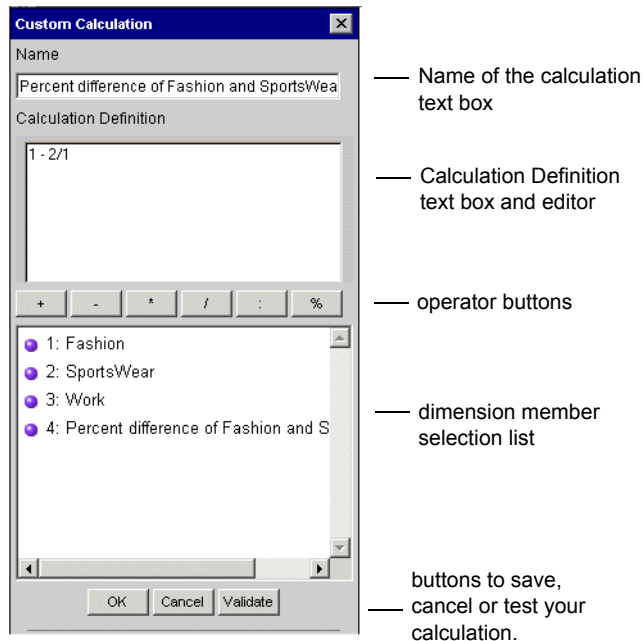 Custom Calculation
Name
Percent difference of Fashion and SportsWea
Name of the calculation
text box
Calculation Definition
1 - 2/1
Calculation Definition
text box and editor
+ - * / : %
operator buttons
1: Fashion
2: SportsWear
3: Work
4: Percent difference of Fashion and S
dimension member
selection list
OK Cancel Validate
buttons to save,
cancel or test your
calculation.